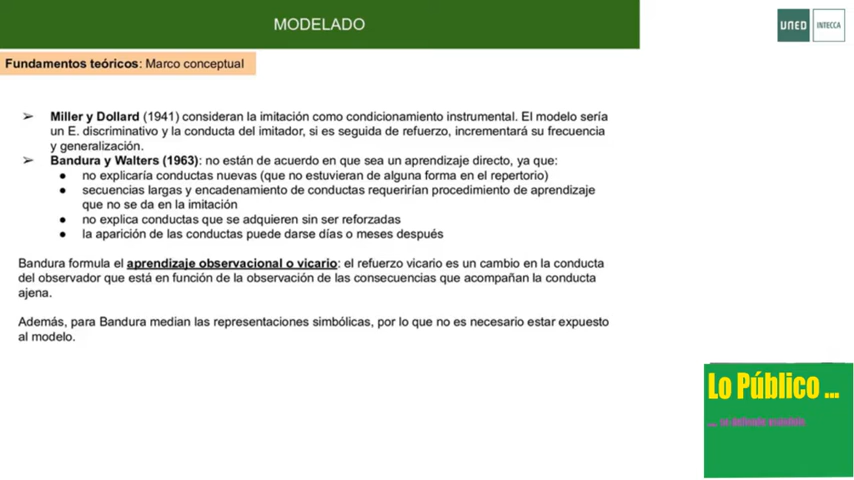 MODELADO
UNED
INTECCA
Fundamentos teóricos: Marco conceptual
➢ Miller y Dollard (1941) consideran la imitación como condicionamiento instrumental. El modelo sería
un E. discriminativo y la conducta del imitador, si es seguida de refuerzo, incrementará su frecuencia
y generalización.
➢ Bandura y Walters (1963): no están de acuerdo en que sea un aprendizaje directo, ya que:
● no explicaría conductas nuevas (que no estuvieran de alguna forma en el repertorio)
● secuencias largas y encadenamiento de conductas requerirían procedimiento de aprendizaje
que no se da en la imitación
● no explica conductas que se adquieren sin ser reforzadas
● la aparición de las conductas puede darse días o meses después
Bandura formula el aprendizaje observacional o vicario: el refuerzo vicario es un cambio en la conducta
del observador que está en función de la observación de las consecuencias que acompañan la conducta
ajena.
Además, para Bandura median las representaciones simbólicas, por lo que no es necesario estar expuesto
al modelo.
Lo Público ...
... se defiende